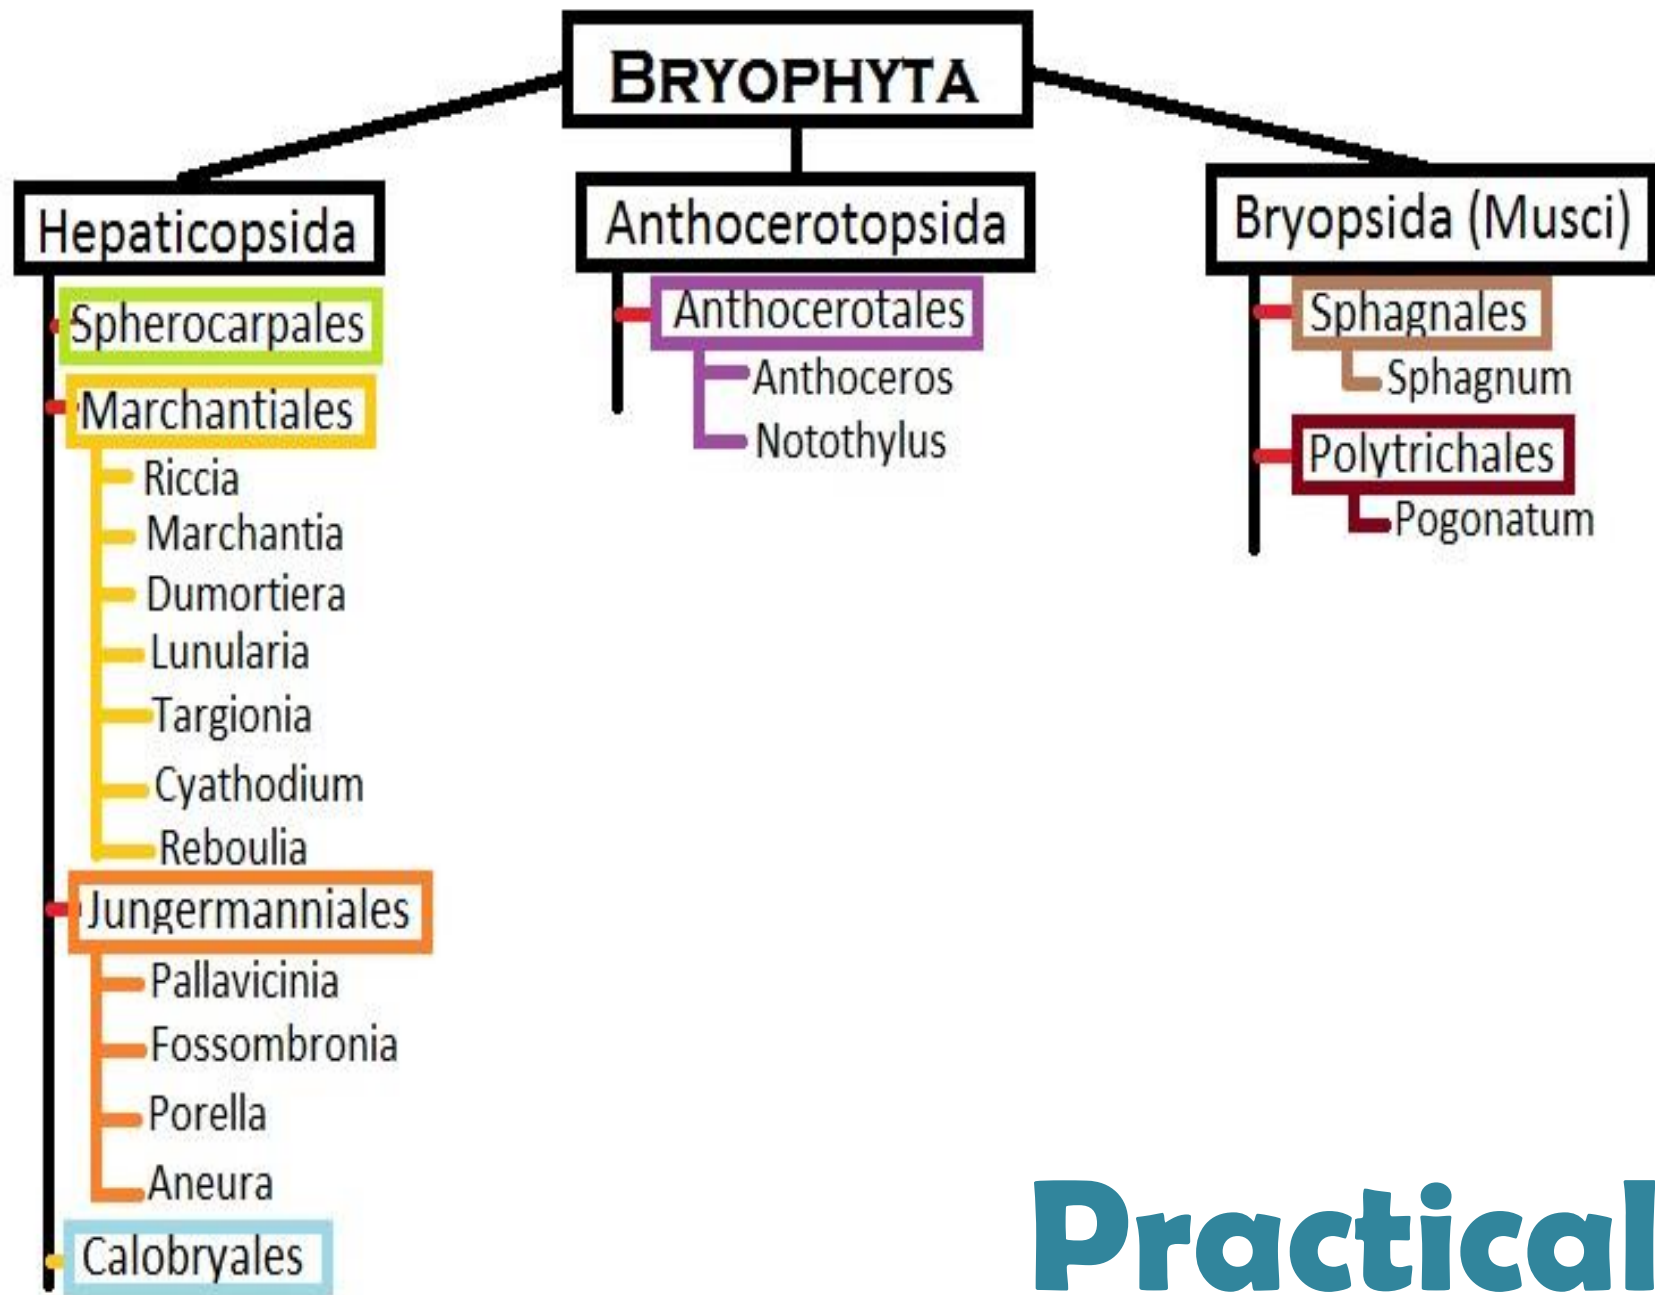 BRYOPHYTA
Hepaticopsida
Spherocarpales
Marchantiales
Riccia
Marchantia
Dumortiera
Lunularia
Targionia
Cyathodium
Reboulia
Jungermanniales
Pallavicinia
Fossombronia
Porella
Aneura
Calobryales
Anthocerotopsida
Anthocerotales
Anthoceros
Notothylus
Bryopsida (Musci)
Sphagnales
Sphagnum
Polytrichales
Pogonatum
Practical